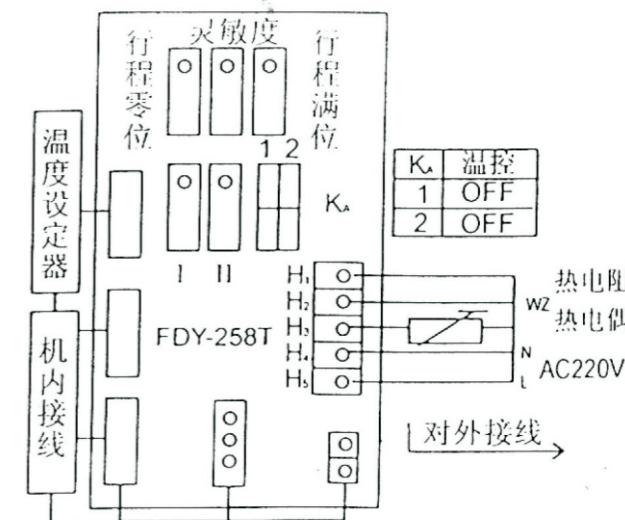 灵敏度
行程零位
行程满位
1 2
温度设定器
Kₐ
Kₐ 温控
1 OFF
2 OFF
I II
H₁
H₂
H₃
H₄
H₅
热电阻
WZ
热电偶
N
AC220V
L
FDY-258T
机内接线
对外接线